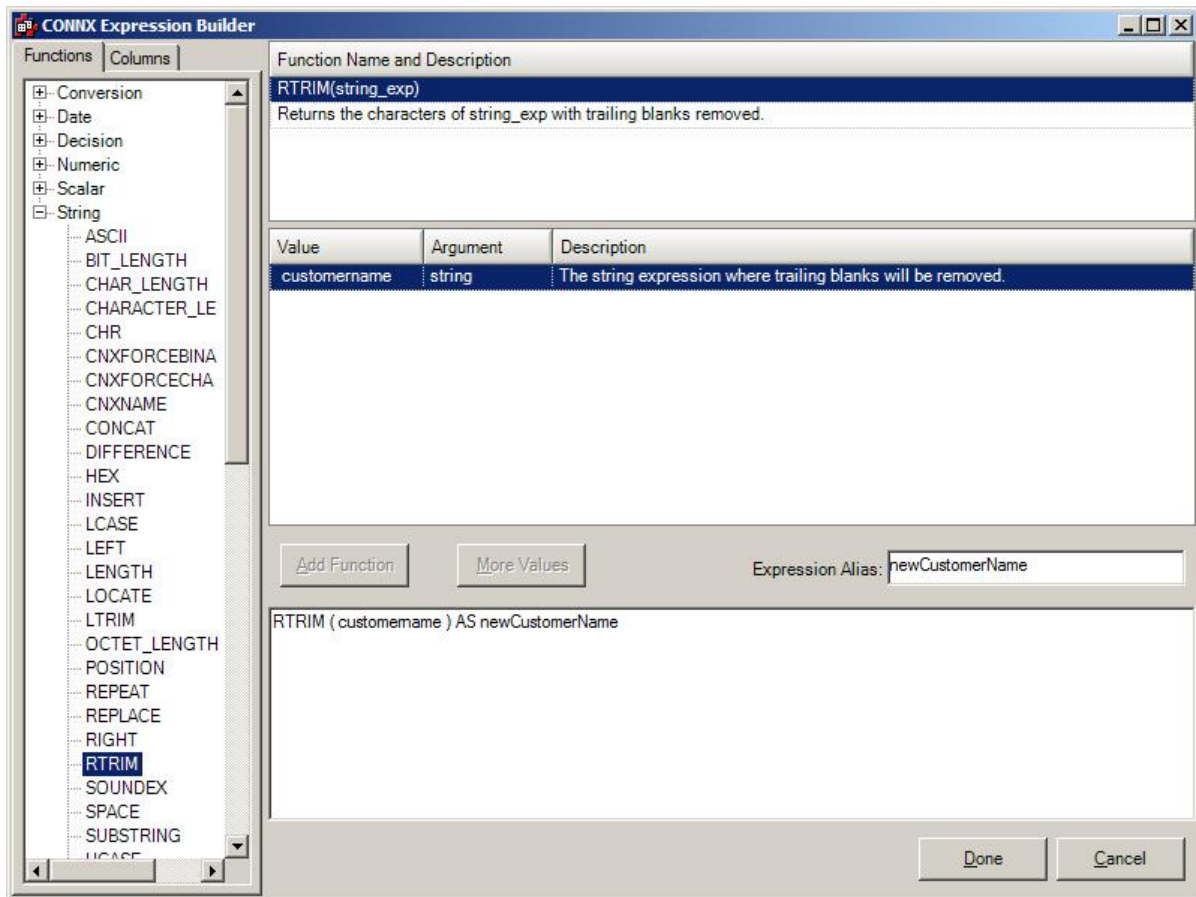 CONNX Expression Builder
Functions
Columns
Conversion
Date
Decision
Numeric
Scalar
String
ASCII
BIT_LENGTH
CHAR_LENGTH
CHARACTER_LE
CHR
CNXFORCEBINA
CNXFORCECHA
CNXNAME
CONCAT
DIFFERENCE
HEX
INSERT
LCASE
LEFT
LENGTH
LOCATE
LTRIM
OCTET_LENGTH
POSITION
REPEAT
REPLACE
RIGHT
RTRIM
SOUNDEX
SPACE
SUBSTRING
UCASE
Function Name and Description
RTRIM(string_exp)
Returns the characters of string_exp with trailing blanks removed.
Value Argument Description
customername string The string expression where trailing blanks will be removed.
Add Function
More Values
Expression Alias: newCustomerName
RTRIM ( customername ) AS newCustomerName
Done
Cancel